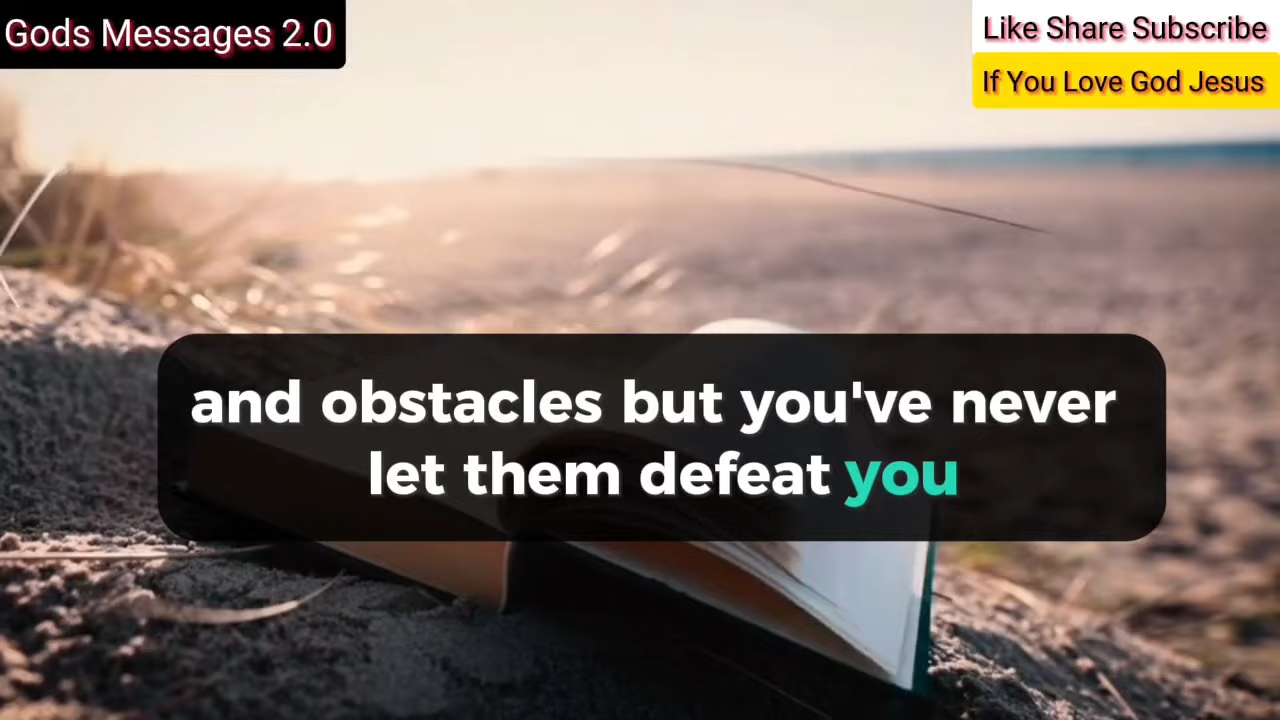 Gods Messages 2.0
Like Share Subscribe
If You Love God Jesus
and obstacles but you've never
let them defeat you